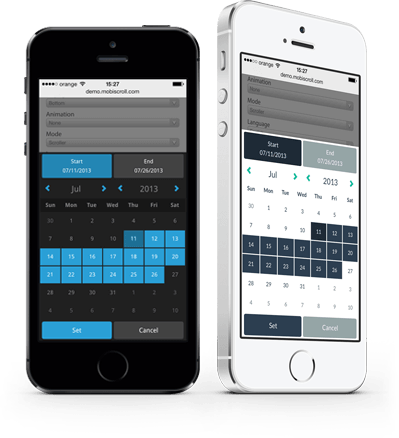 orange 15:27
demo.mobiscroll.com
Bottom
Animation
None
Mode
Start End
07/11/2013 07/26/2013
Jul 2013
Sun Mon Tue Wed Thu Fri Sat
30 1 2 3 4 5 6
7 8 9 10 11 12 13
14 15 16 17 18 19 20
21 22 23 24 25 26 27
28 29 30 31 1 2 3
4 5 6 7 8 9 10
Set Cancel
orange 15:27
demo.mobiscroll.com
Animation
None
Mode
Language
Start End
07/11/2013 07/26/2013
Jul 2013
Sun Mon Tue Wed Thu Fri Sat
30 1 2 3 4 5 6
7 8 9 10 11 12 13
14 15 16 17 18 19 20
21 22 23 24 25 26 27
28 29 30 31 1 2 3
4 5 6 7 8 9 10
Set Cancel